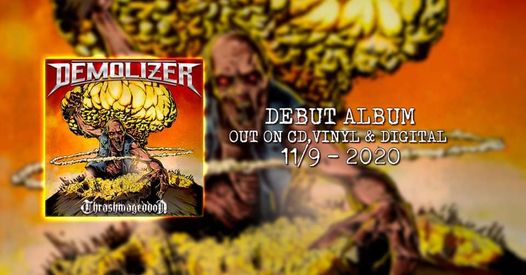 DEMOLIZER
Thrashmageddon
DEBUT ALBUM
OUT ON CD,VINYL & DIGITAL
11/9 - 2020